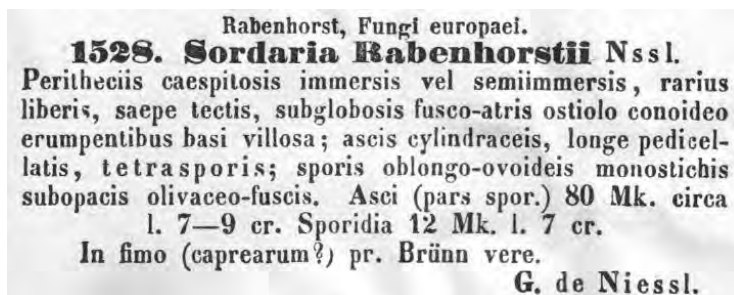 Rabenhorst, Fungi europaei.
1528. Sordaria Rabenhorstii Nssl.
Peritheciis caespitosis immersis vel semiimmersis, rarius
liberis, saepe tectis, subglobosis fusco-atris ostiolo conoideo
erumpentibus basi villosa; ascis cylindraceis, longe pedicel-
latis, tetrasporis; sporis oblongo-ovoideis monostichis
subopacis olivaceo-fuscis. Asci (pars spor.) 80 Mk. circa
l. 7—9 cr. Sporidia 12 Mk. l. 7 cr.
In fimo (caprearum?) pr. Brünn vere.
G. de Niessl.